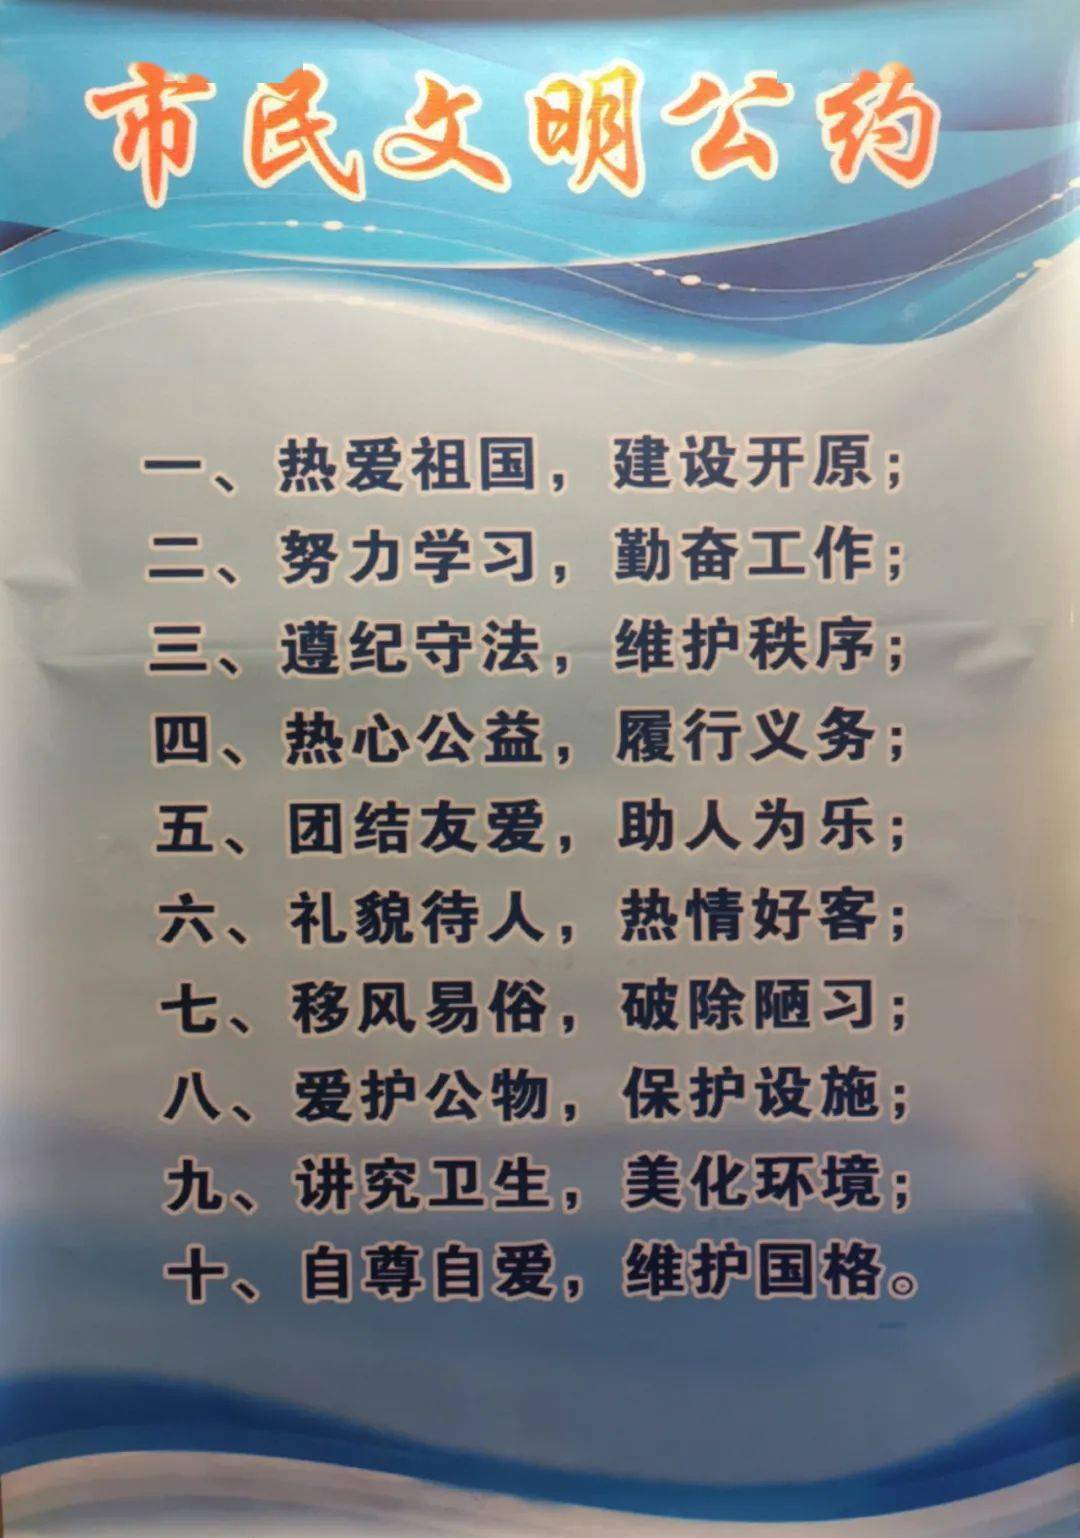 市民文明公约
一、热爱祖国，建设开原；
二、努力学习，勤奋工作；
三、遵纪守法，维护秩序；
四、热心公益，履行义务；
五、团结友爱，助人为乐；
六、礼貌待人，热情好客；
七、移风易俗，破除陋习；
八、爱护公物，保护设施；
九、讲究卫生，美化环境；
十、自尊自爱，维护国格。